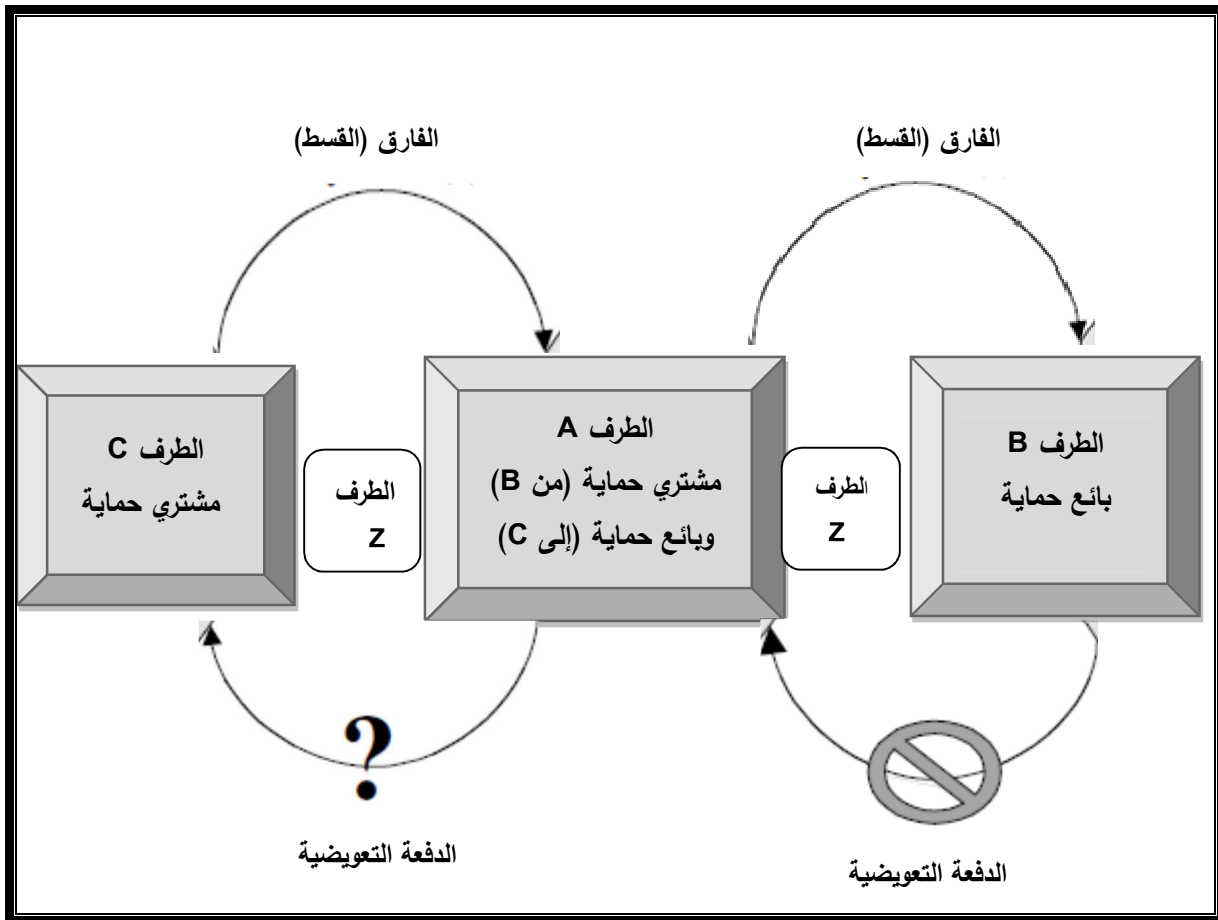 الفارق (القسط)
الفارق (القسط)
الطرف B
بائع حماية
الطرف
Z
الطرف A
مشتري حماية (من B)
وبائع حماية (إلى C)
الطرف
Z
الطرف C
مشتري حماية
?
الدفعة التعويضية
الدفعة التعويضية